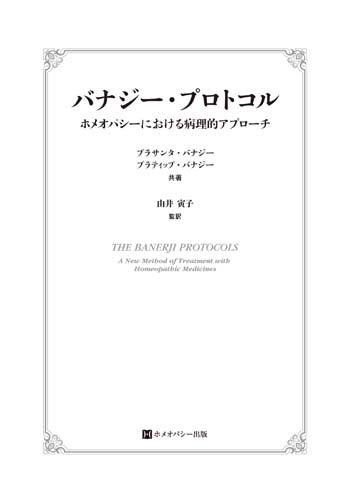 バナジー・プロトコル
ホメオパシーにおける病理的アプローチ
プラサンタ・バナジー
プラティップ・バナジー
共著
由井 寅子
監訳
THE BANERJI PROTOCOLS
A New Method of Treatment with
Homeopathic Medicines
ホメオパシー出版